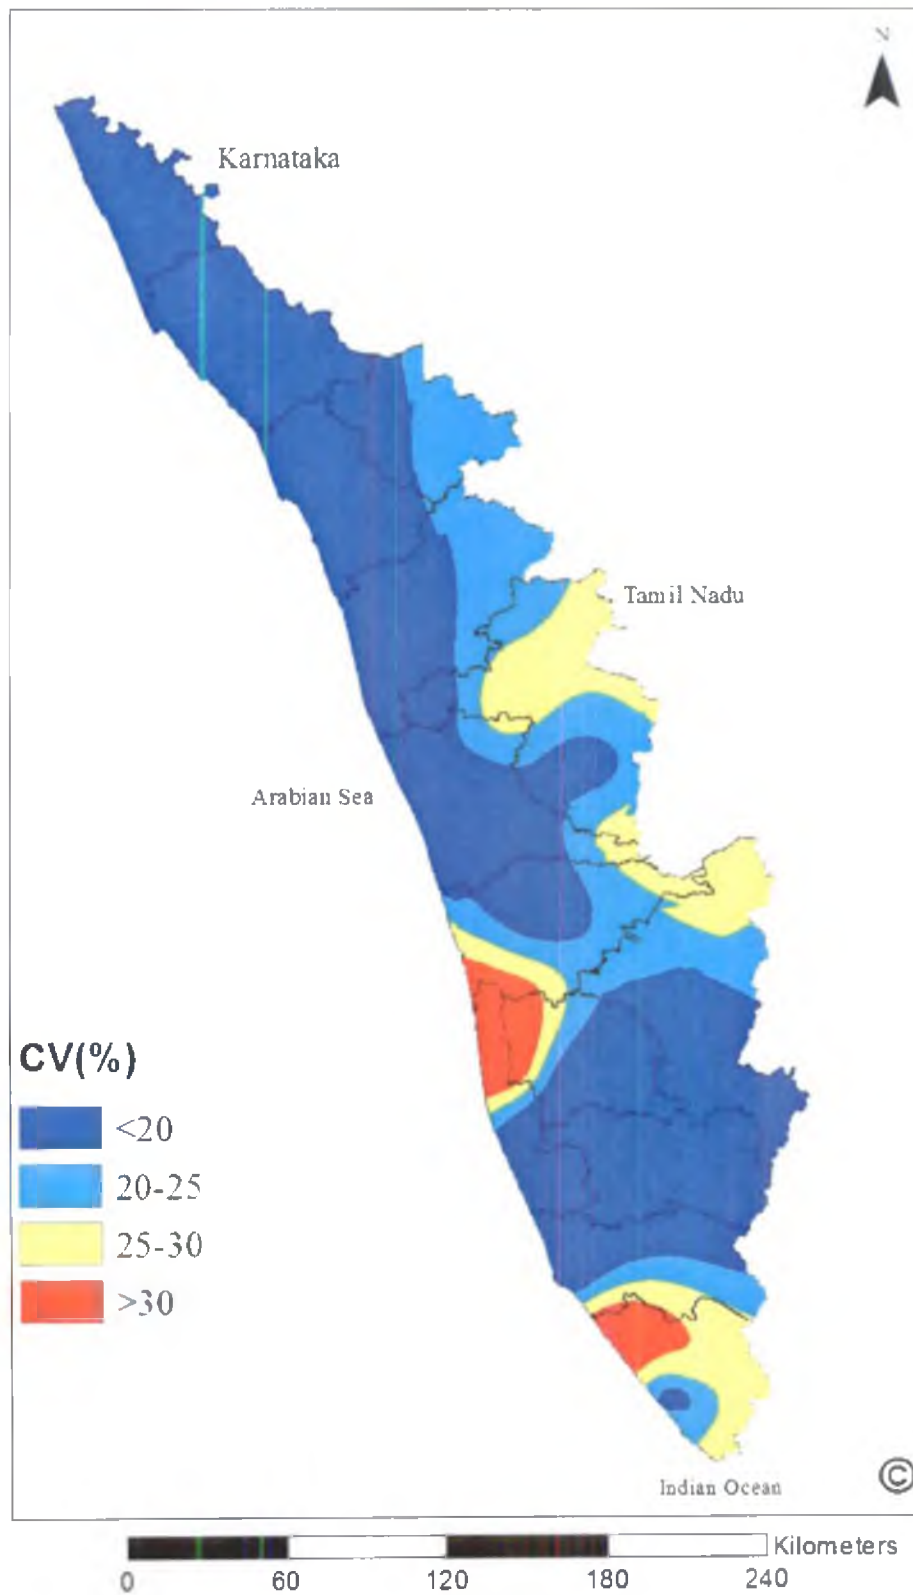 N
Karnataka
Tamil Nadu
Arabian Sea
CV(%)
<20
20-25
25-30
>30
Indian Ocean
©
Kilometers
0 60 120 180 240